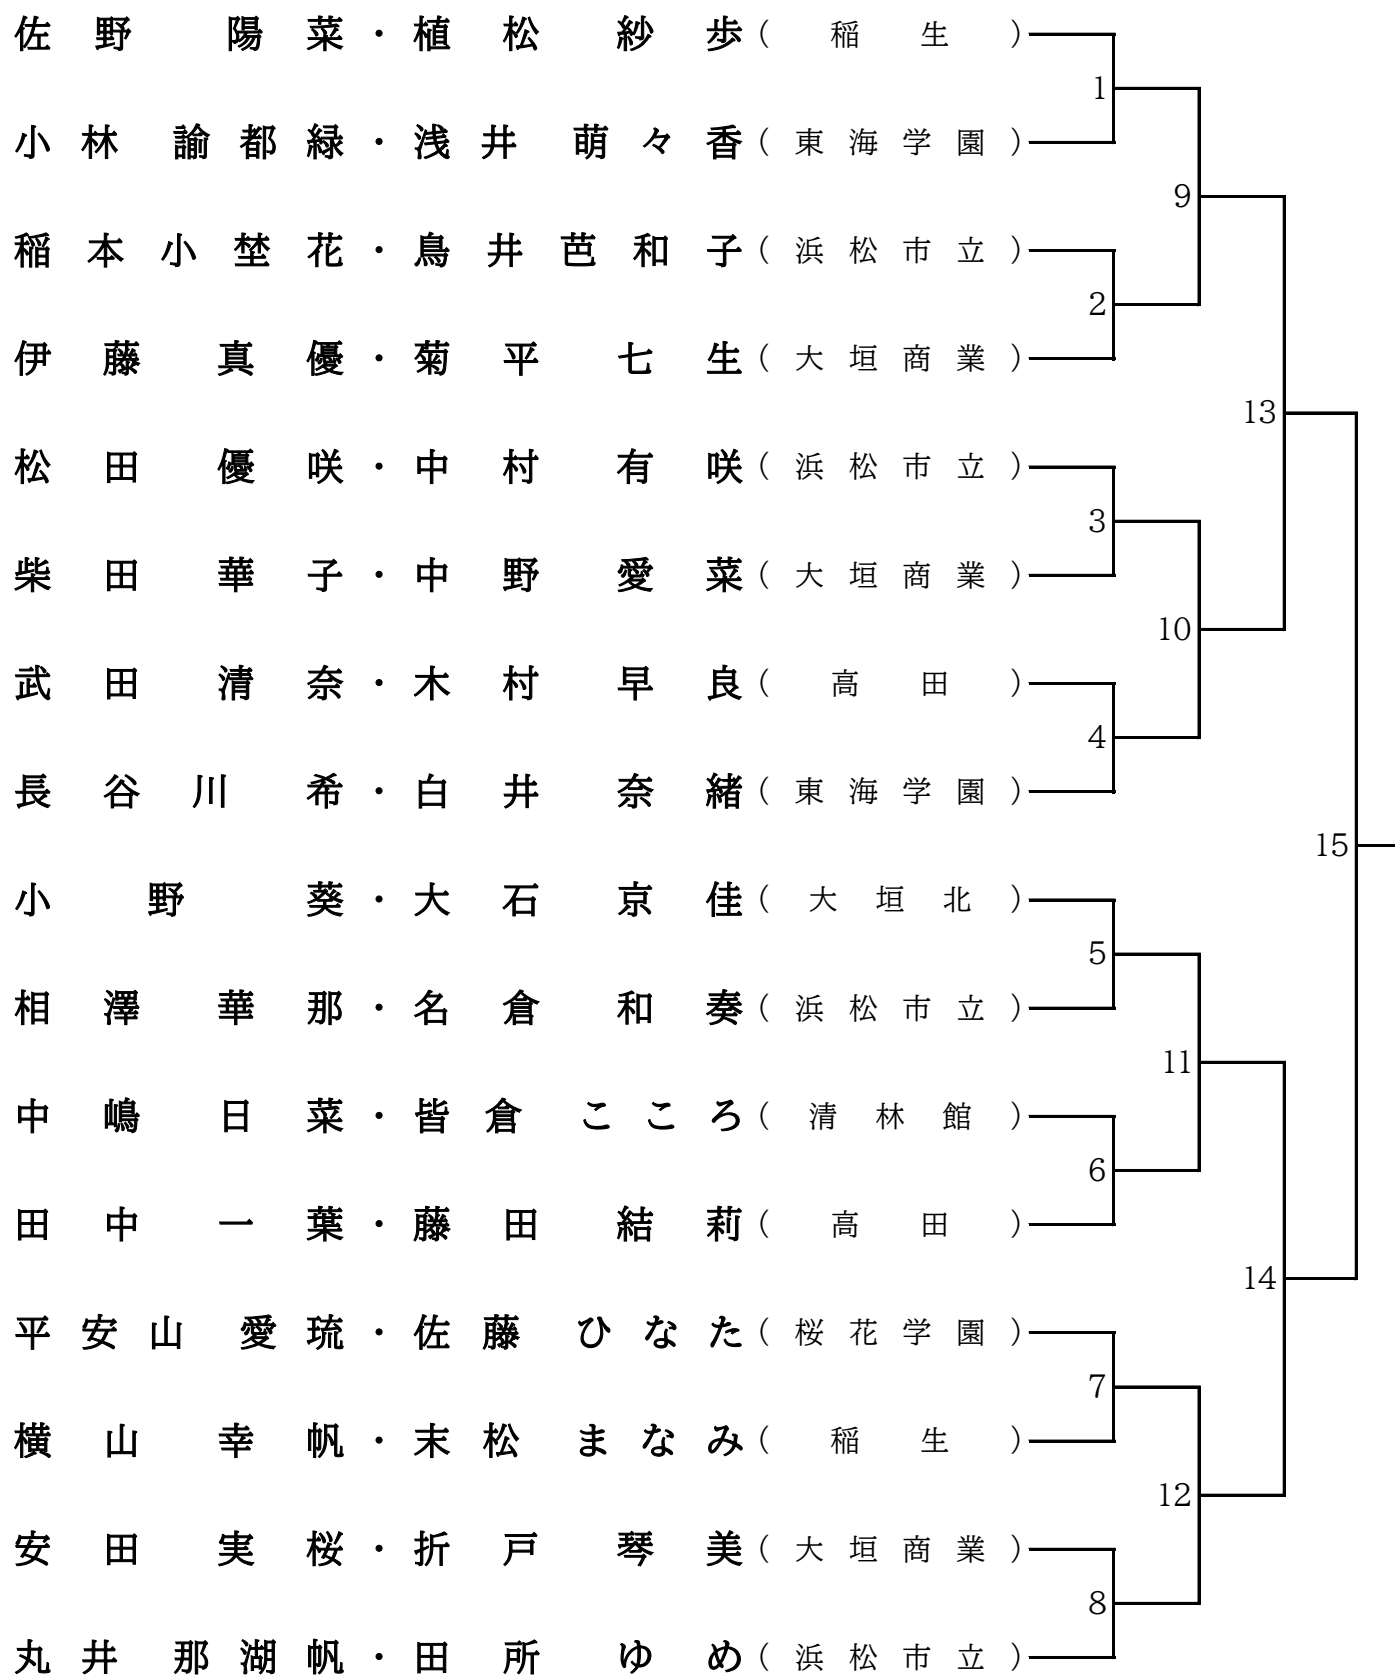 佐野 陽菜・植松 紗歩(稲生)
1
小林 諭都緑・浅井 萌々香(東海学園)
9
稲本小埜花・鳥井芭和子(浜松市立)
2
伊藤 真優・菊平 七生(大垣商業)
13
松田 優咲・中村 有咲(浜松市立)
3
柴田 華子・中野 愛菜(大垣商業)
10
武田 清奈・木村 早良(高田)
4
長谷川 希・白井 奈緒(東海学園)
15
小野 葵・大石 京佳(大垣北)
5
相澤 華那・名倉 和奏(浜松市立)
11
中嶋 日菜・皆倉 こころ(清林館)
6
田中 一葉・藤田 結莉(高田)
14
平安山 愛琉・佐藤 ひなた(桜花学園)
7
横山 幸帆・末松 まなみ(稲生)
12
安田 実桜・折戸 琴美(大垣商業)
8
丸井 那湖帆・田所 ゆめ(浜松市立)